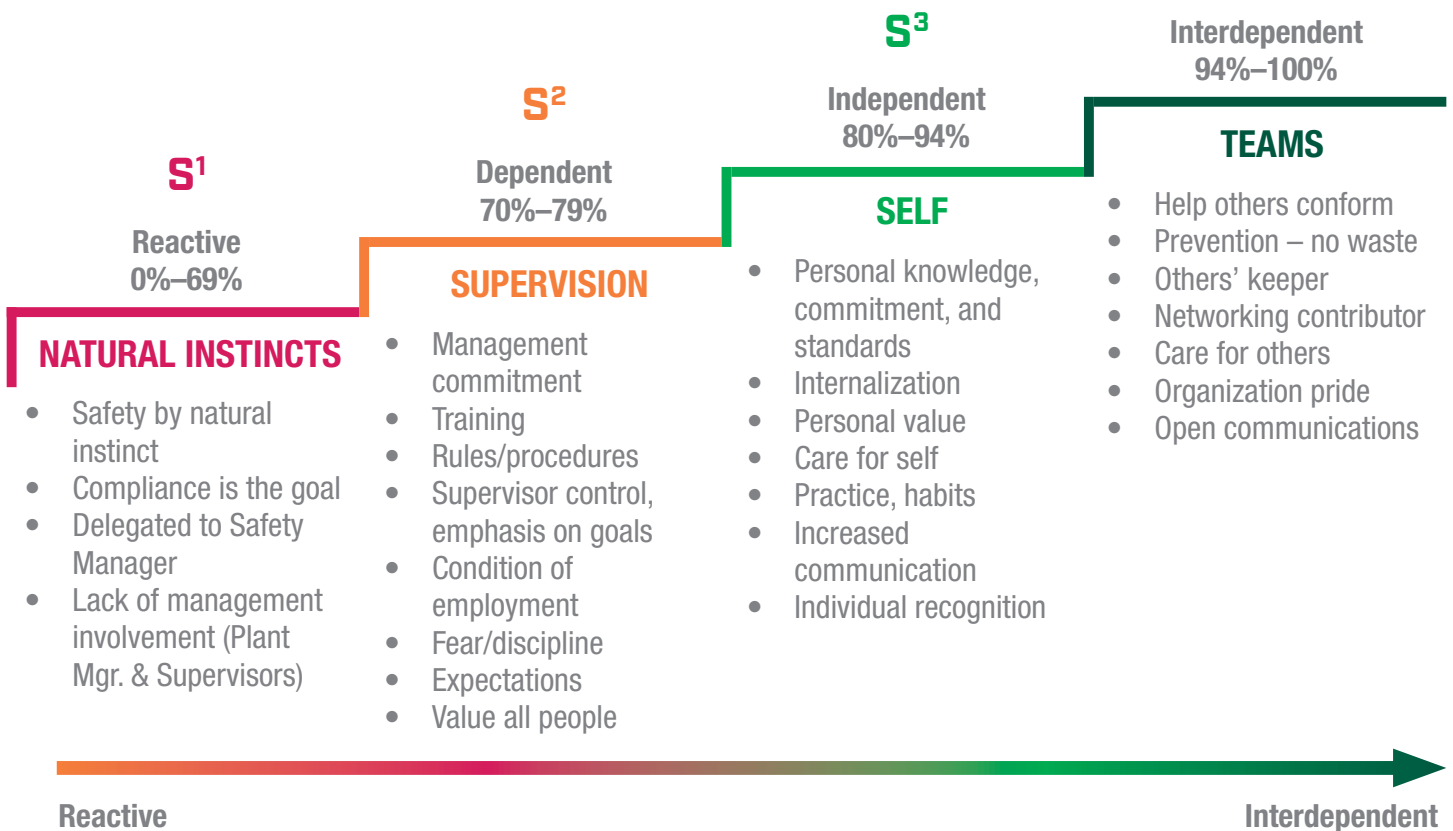 S¹
Reactive
0%–69%
NATURAL INSTINCTS
• Safety by natural
instinct
• Compliance is the goal
• Delegated to Safety
Manager
• Lack of management
involvement (Plant
Mgr. & Supervisors)
S²
Dependent
70%–79%
SUPERVISION
• Management
commitment
• Training
• Rules/procedures
• Supervisor control,
emphasis on goals
• Condition of
employment
• Fear/discipline
• Expectations
• Value all people
S³
Independent
80%–94%
SELF
• Personal knowledge,
commitment, and
standards
• Internalization
• Personal value
• Care for self
• Practice, habits
• Increased
communication
• Individual recognition
Interdependent
94%–100%
TEAMS
• Help others conform
• Prevention – no waste
• Others’ keeper
• Networking contributor
• Care for others
• Organization pride
• Open communications
Reactive
Interdependent